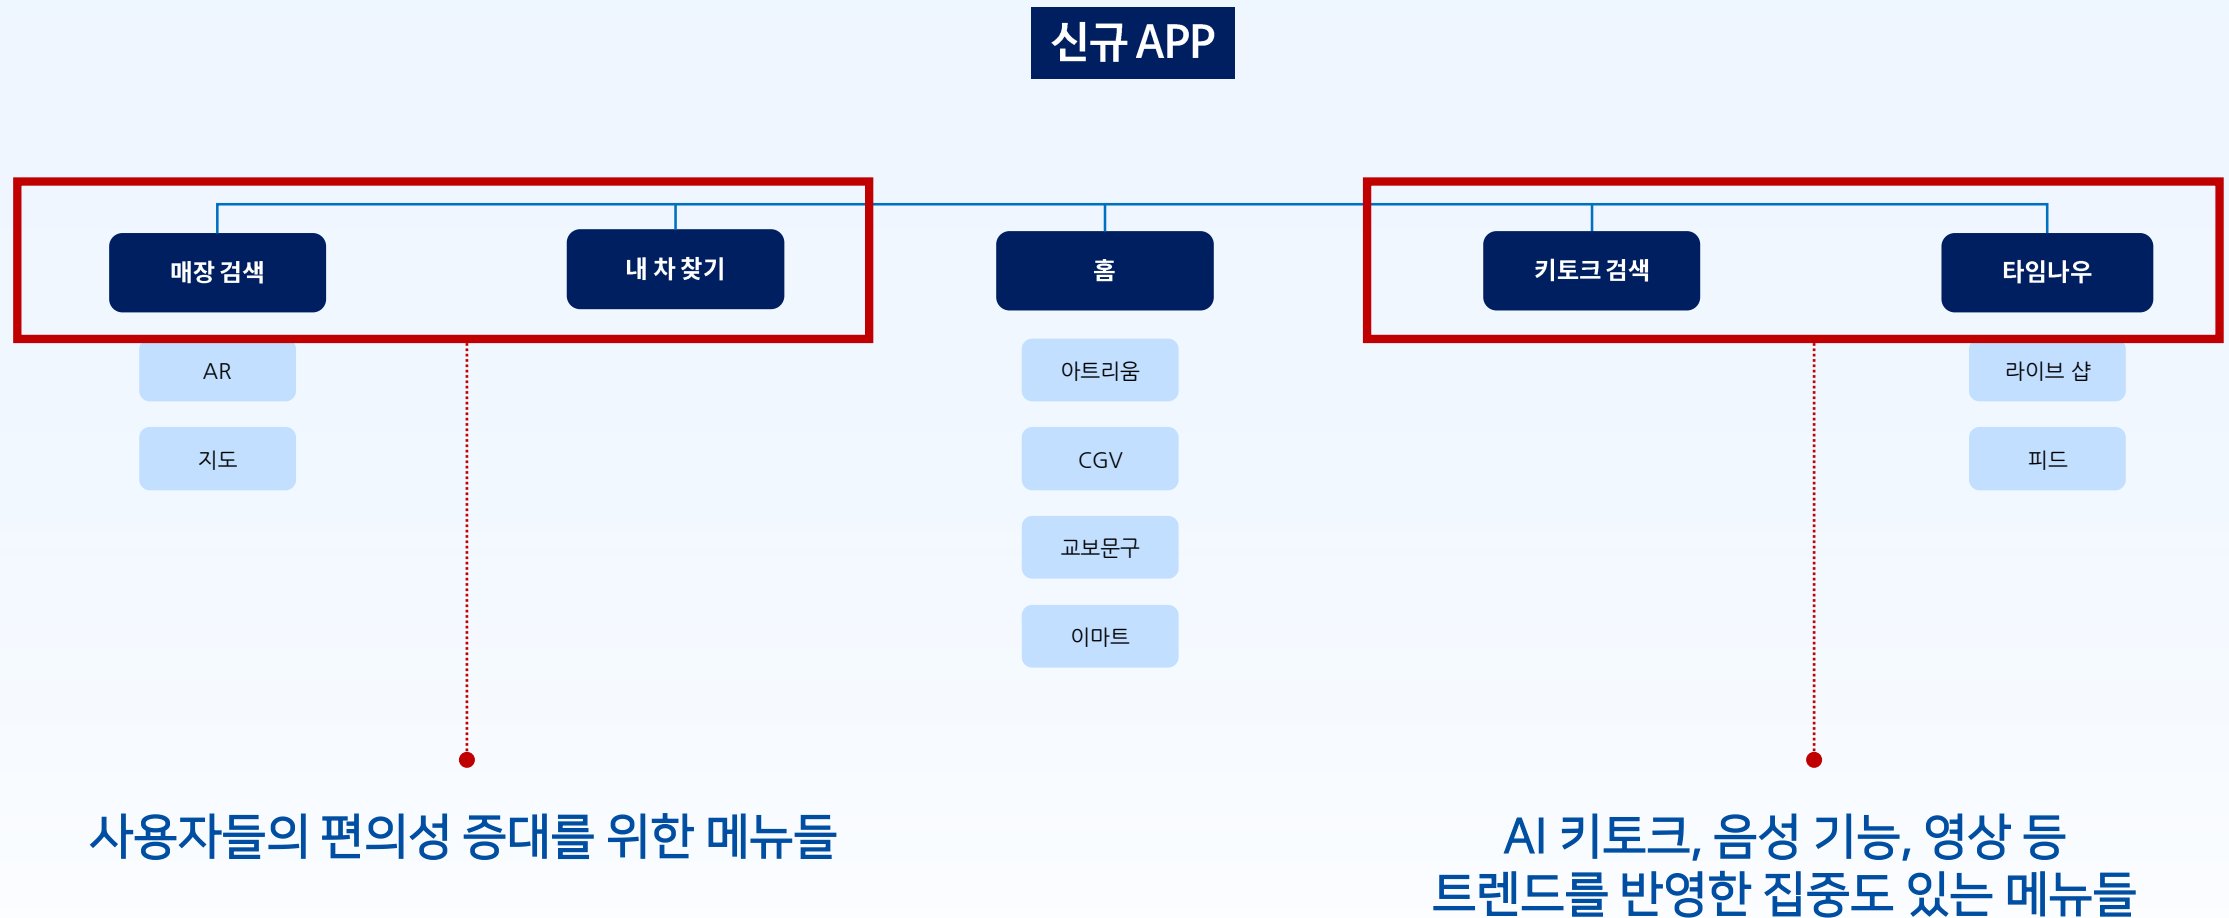 신규 APP
매장 검색
내 차 찾기
홈
키토크 검색
타임나우
AR
아트리움
라이브 샵
지도
CGV
피드
교보문구
이마트
사용자들의 편의성 증대를 위한 메뉴들
AI 키토크, 음성 기능, 영상 등
트렌드를 반영한 집중도 있는 메뉴들